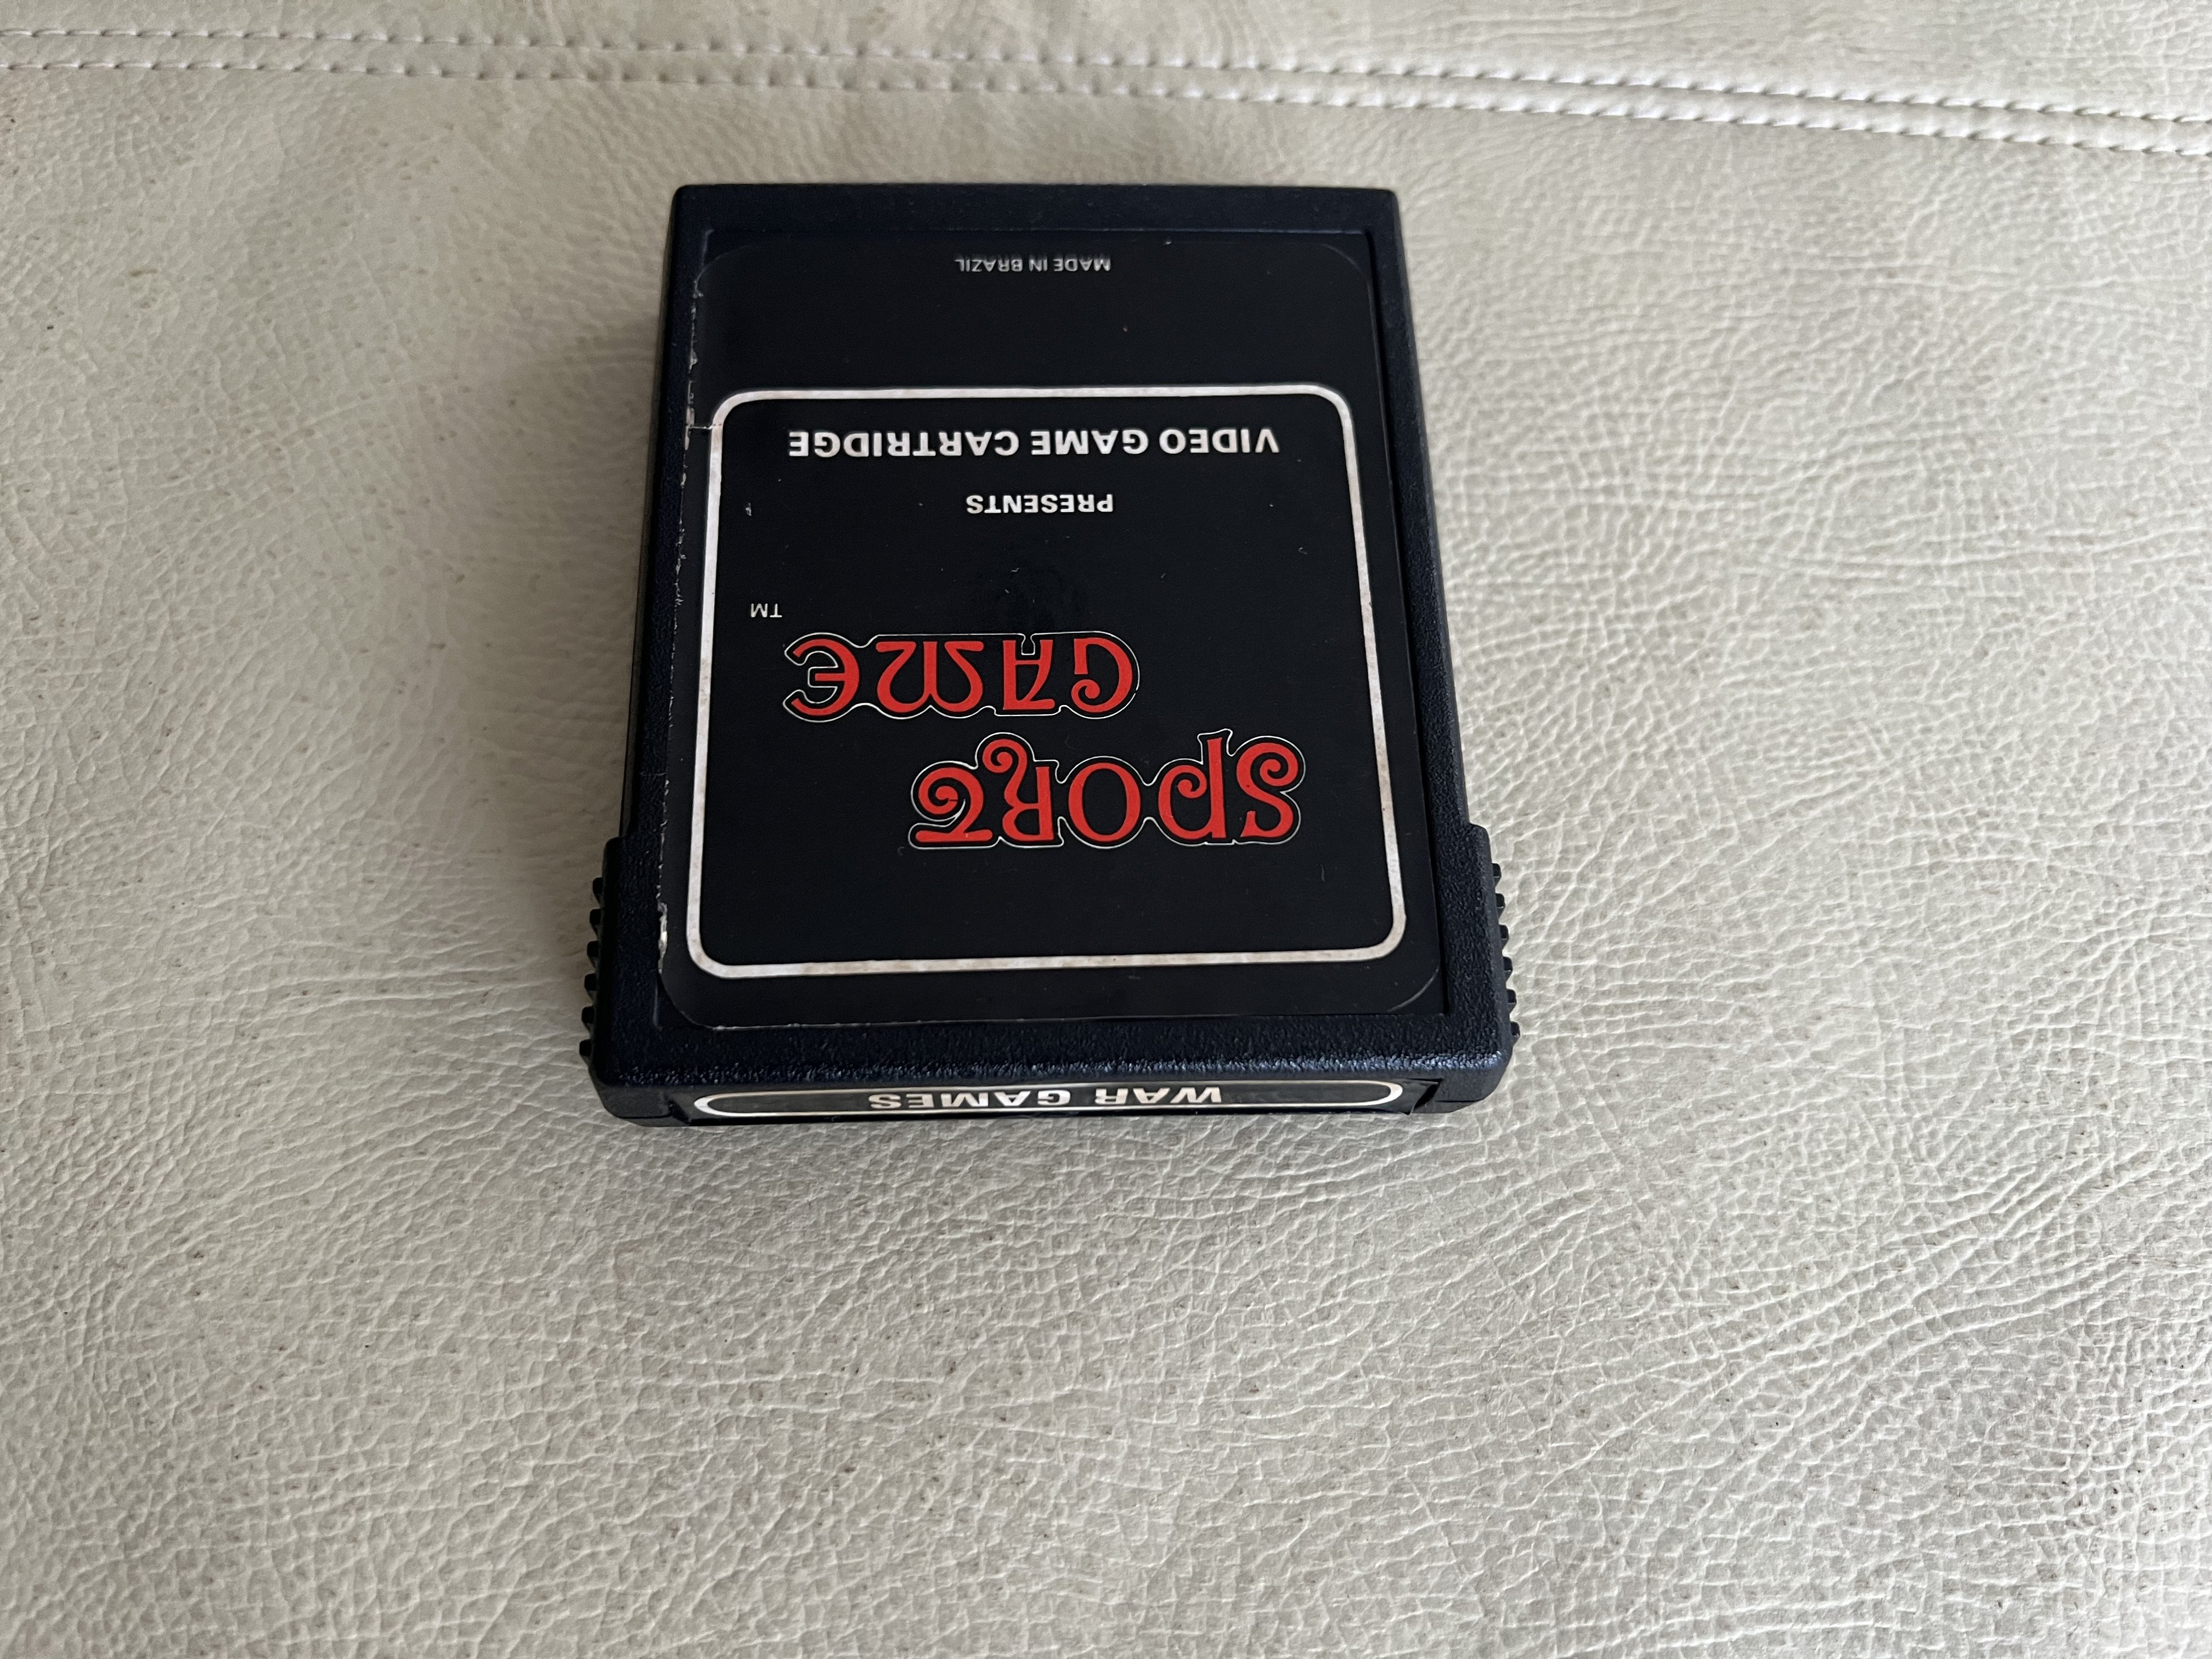 WAR GAMES
SPORT
GAME
TM
PRESENTS
VIDEO GAME CARTRIDGE
MADE IN BRAZIL